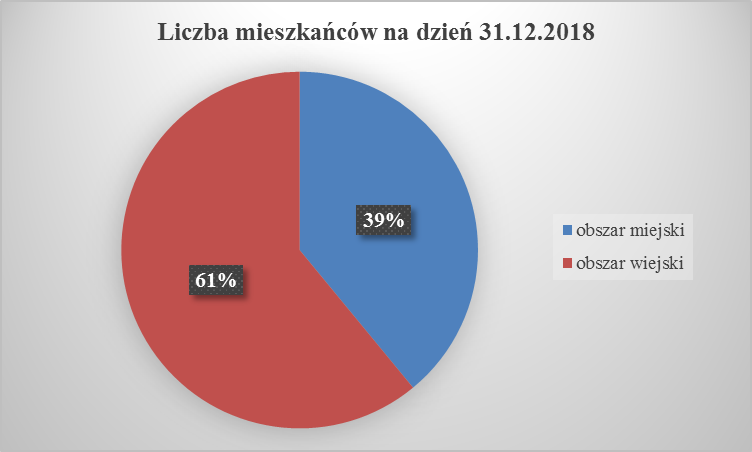 Liczba mieszkańców na dzień 31.12.2018
39%
61%
obszar miejski
obszar wiejski